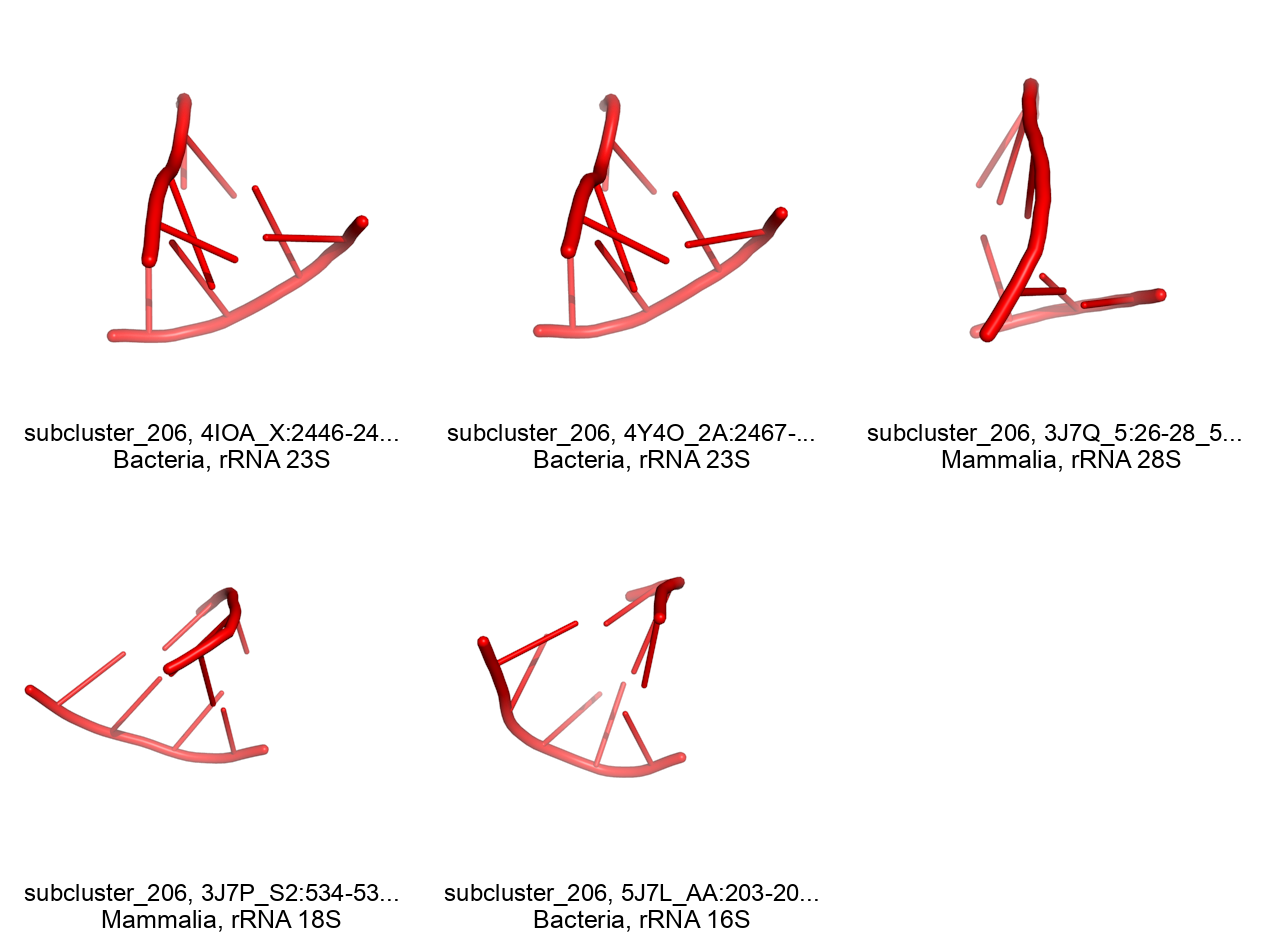 subcluster_206, 4IOA_X:2446-24...
Bacteria, rRNA 23S
subcluster_206, 4Y4O_2A:2467-...
Bacteria, rRNA 23S
subcluster_206, 3J7Q_5:26-28_5...
Mammalia, rRNA 28S
subcluster_206, 3J7P_S2:534-53...
Mammalia, rRNA 18S
subcluster_206, 5J7L_AA:203-20...
Bacteria, rRNA 16S